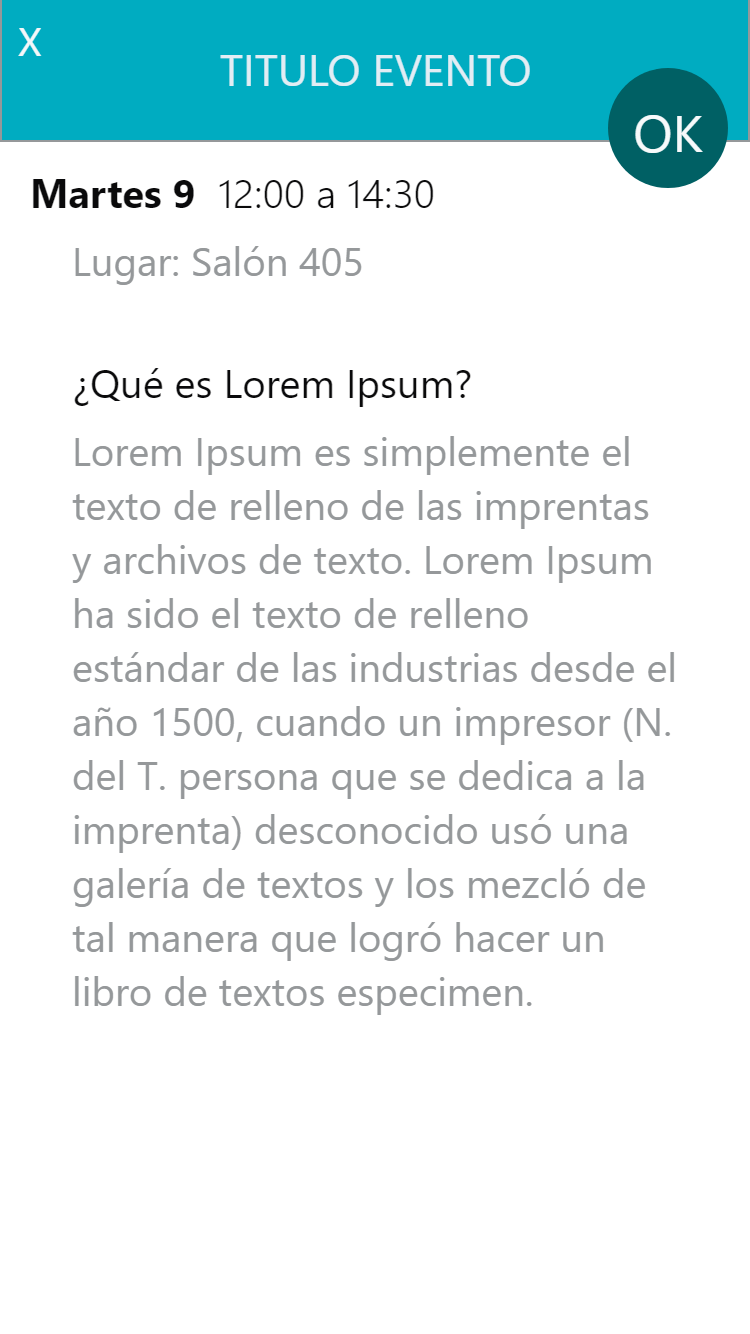 X
TITULO EVENTO
OK
Martes 9 12:00 a 14:30
Lugar: Salón 405
¿Qué es Lorem Ipsum?
Lorem Ipsum es simplemente el
texto de relleno de las imprentas
y archivos de texto. Lorem Ipsum
ha sido el texto de relleno
estándar de las industrias desde el
año 1500, cuando un impresor (N.
del T. persona que se dedica a la
imprenta) desconocido usó una
galería de textos y los mezcló de
tal manera que logró hacer un
libro de textos especimen.